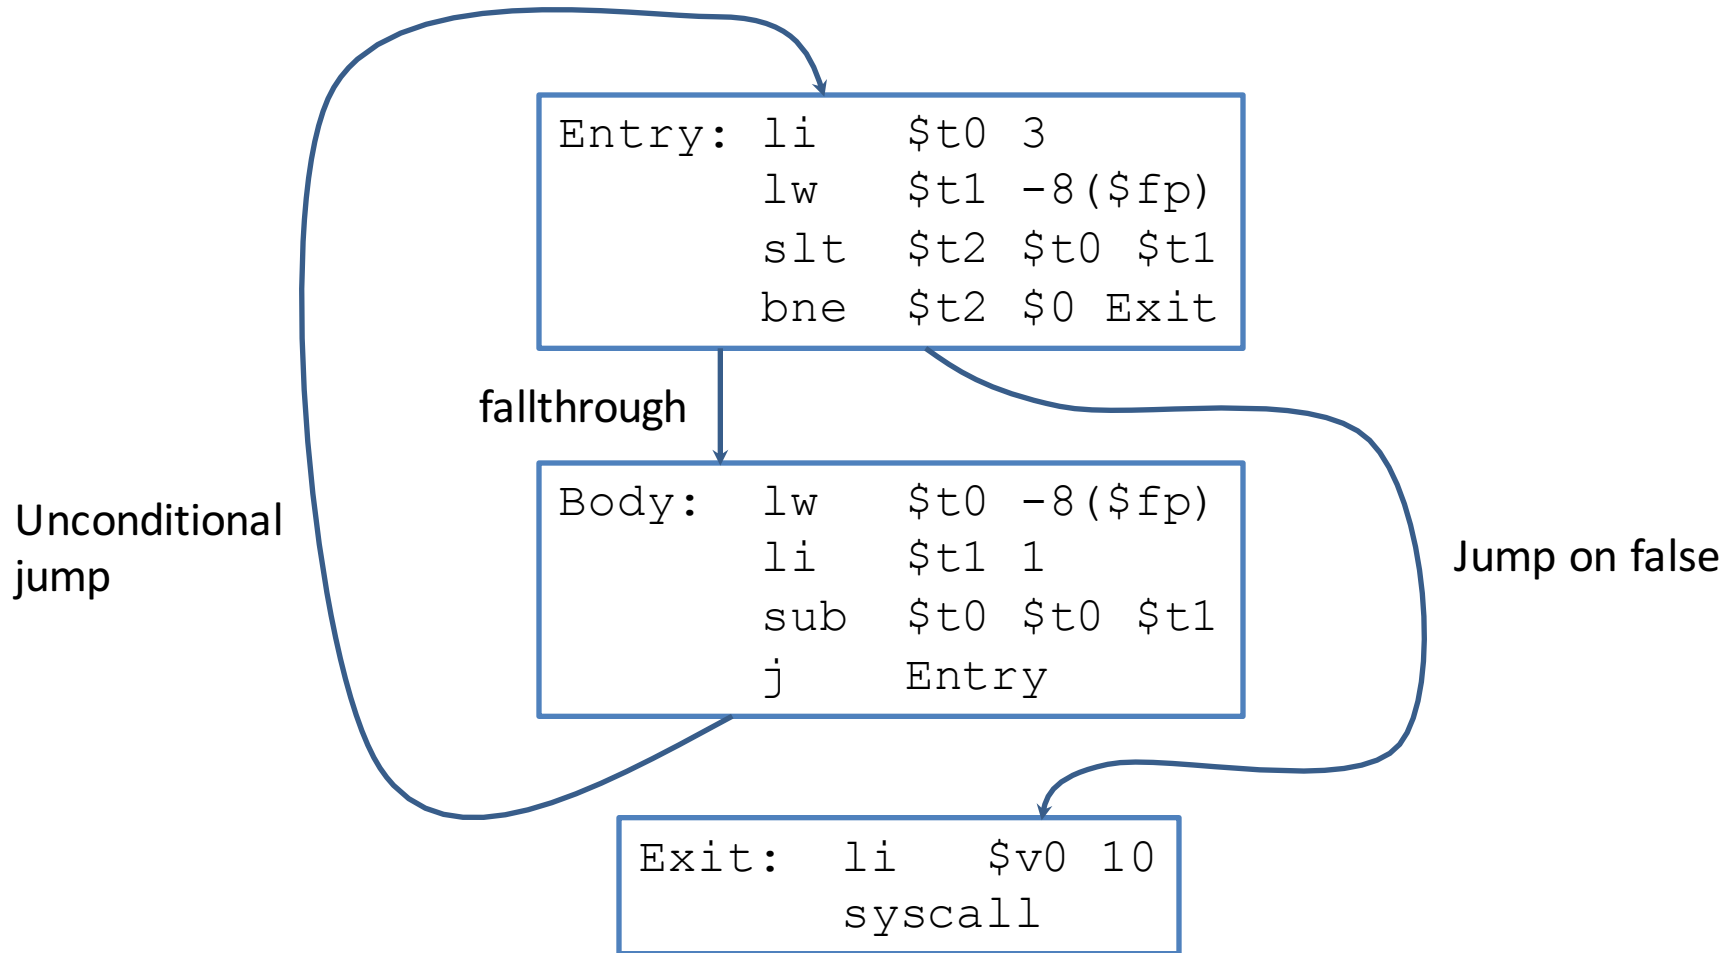 Entry: li $t0 3
lw $t1 -8($fp)
slt $t2 $t0 $t1
bne $t2 $0 Exit
fallthrough
Body: lw $t0 -8($fp)
li $t1 1
sub $t0 $t0 $t1
j Entry
Unconditional
jump
Jump on false
Exit: li $v0 10
syscall